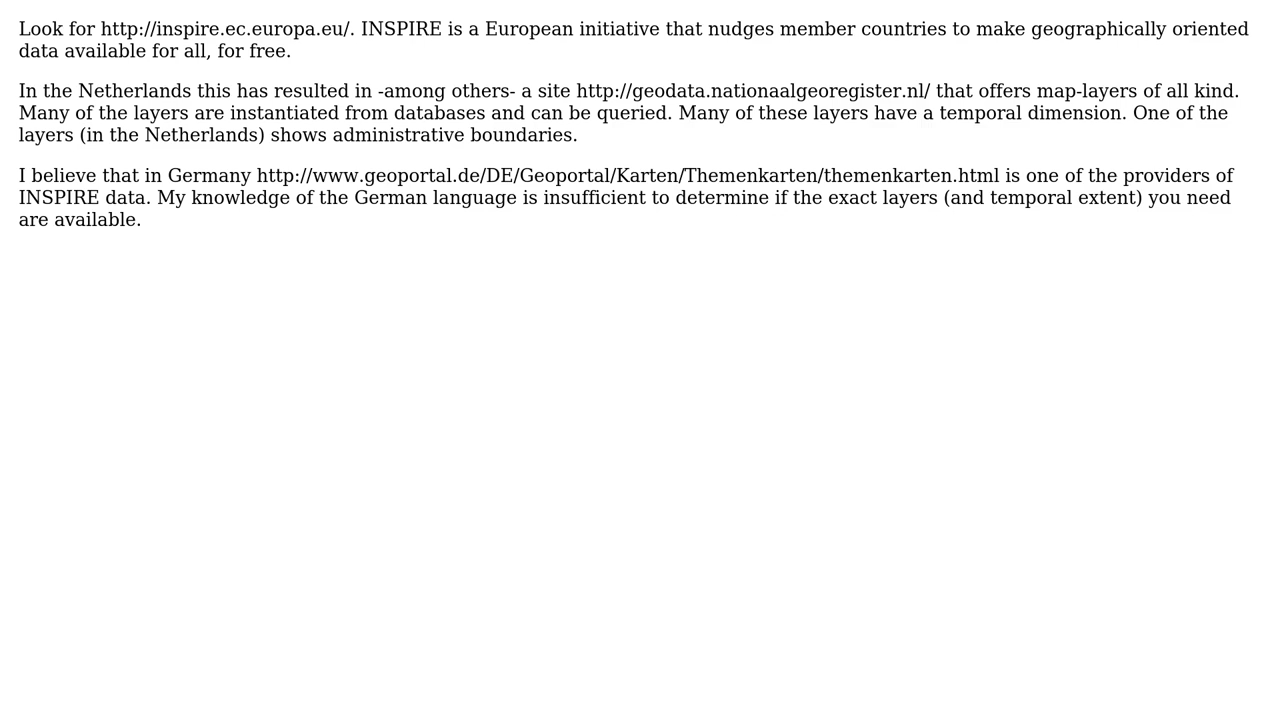 Look for http://inspire.ec.europa.eu/. INSPIRE is a European initiative that nudges member countries to make geographically oriented
data available for all, for free.
In the Netherlands this has resulted in -among others- a site http://geodata.nationaalgeoregister.nl/ that offers map-layers of all kind.
Many of the layers are instantiated from databases and can be queried. Many of these layers have a temporal dimension. One of the
layers (in the Netherlands) shows administrative boundaries.
I believe that in Germany http://www.geoportal.de/DE/Geoportal/Karten/Themenkarten/themenkarten.html is one of the providers of
INSPIRE data. My knowledge of the German language is insufficient to determine if the exact layers (and temporal extent) you need
are available.